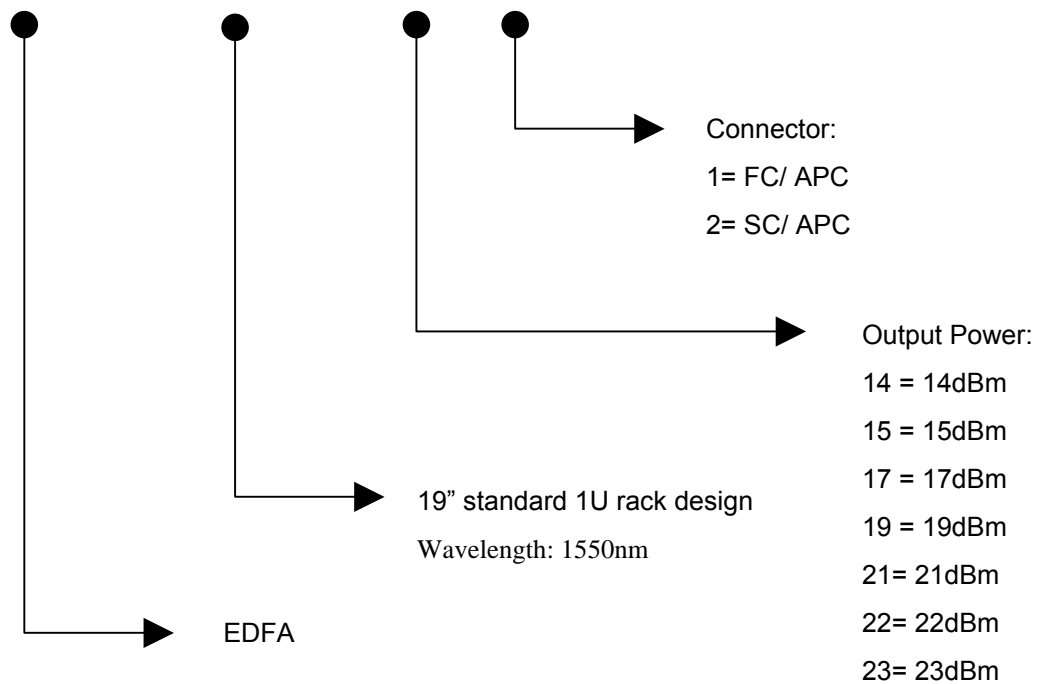 Connector:
1= FC/ APC
2= SC/ APC
Output Power:
14 = 14dBm
15 = 15dBm
17 = 17dBm
19 = 19dBm
21= 21dBm
22= 22dBm
23= 23dBm
19” standard 1U rack design
Wavelength: 1550nm
EDFA